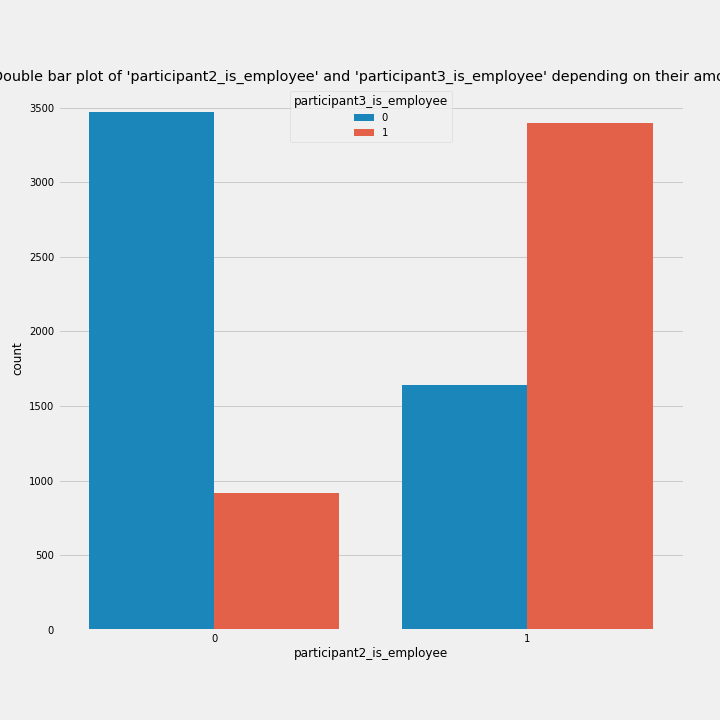 Double bar plot of 'participant2_is_employee' and 'participant3_is_employee' depending on their amo
participant3_is_employee
0
1
3500
3000
2500
2000
1500
1000
500
0
count
0 1
participant2_is_employee